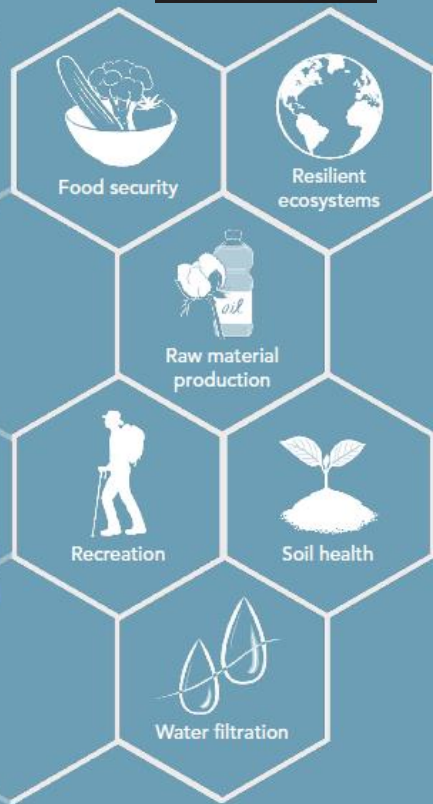 Food security
Resilient
ecosystems
oil
Raw material
production
Recreation
Soil health
Water filtration